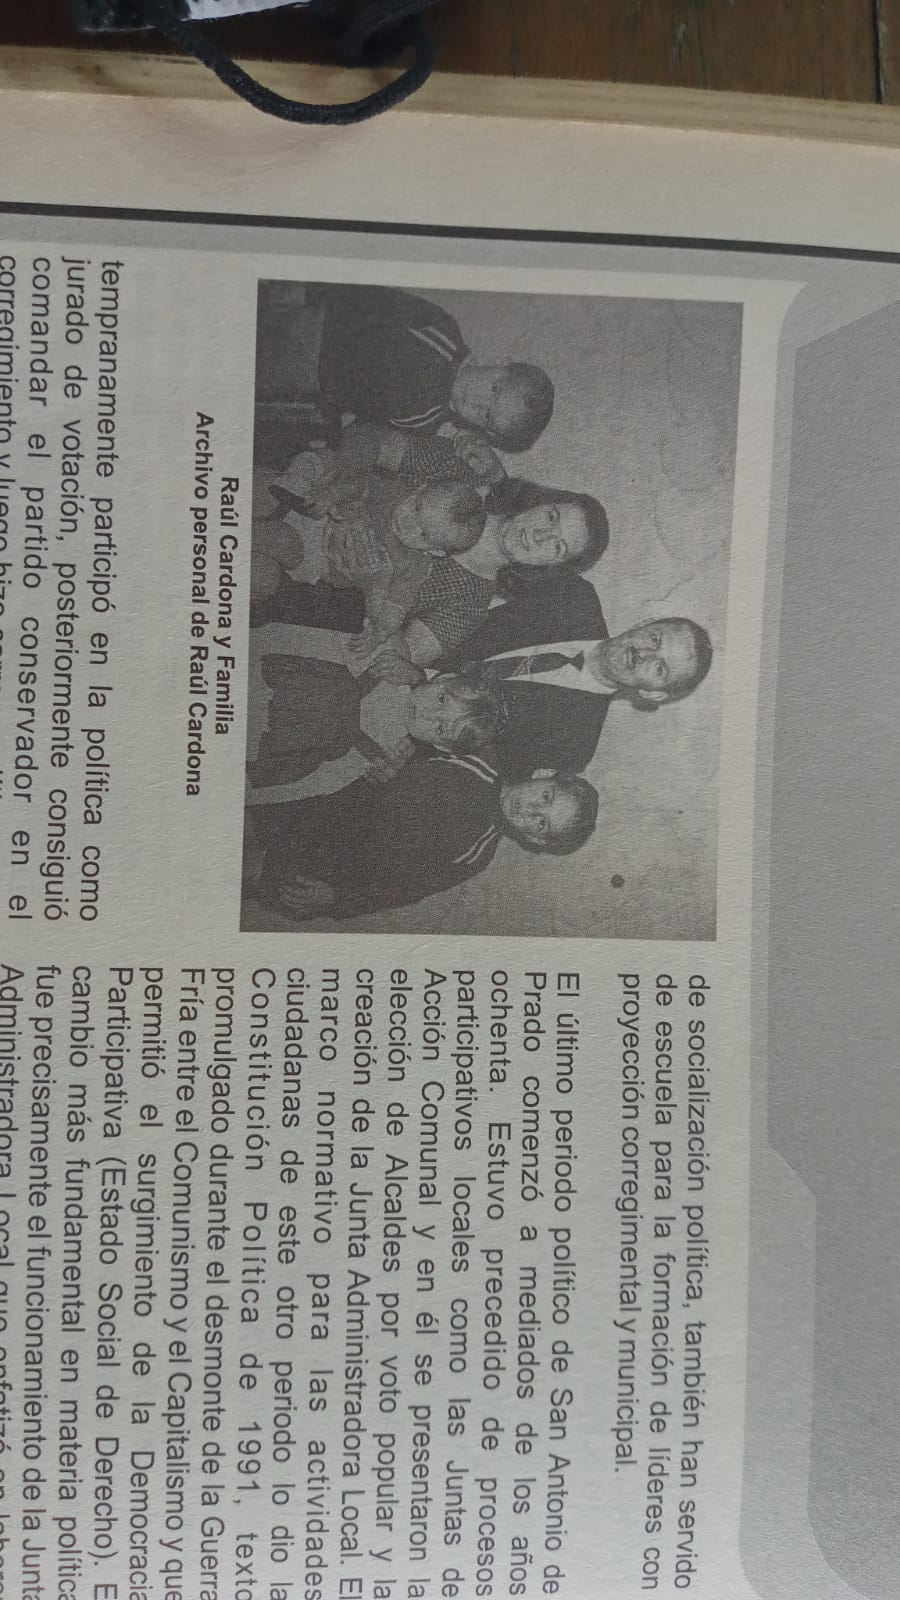 Raúl Cardona y Familia
Archivo personal de Raúl Cardona
tempranamente participó en la política como
jurado de votación, posteriormente consiguió
comandar el partido conservador en el
corregimiento y luego hizo
de socialización política, también han servido
de escuela para la formación de líderes con
proyección corregimental y municipal.
El último periodo político de San Antonio de
Prado comenzó a mediados de los años
ochenta. Estuvo precedido de procesos
participativos locales como las Juntas de
Acción Comunal y en él se presentaron la
elección de Alcaldes por voto popular y la
creación de la Junta Administradora Local. El
marco normativo para las actividades
ciudadanas de este otro periodo lo dio la
Constitución Política de 1991, texto
promulgado durante el desmonte de la Guerra
Fría entre el Comunismo y el Capitalismo y que
permitió el surgimiento de la Democracia
Participativa (Estado Social de Derecho). E
cambio más fundamental en materia política
fue precisamente el funcionamiento de la Junta
Administradora Local que enfatizó en